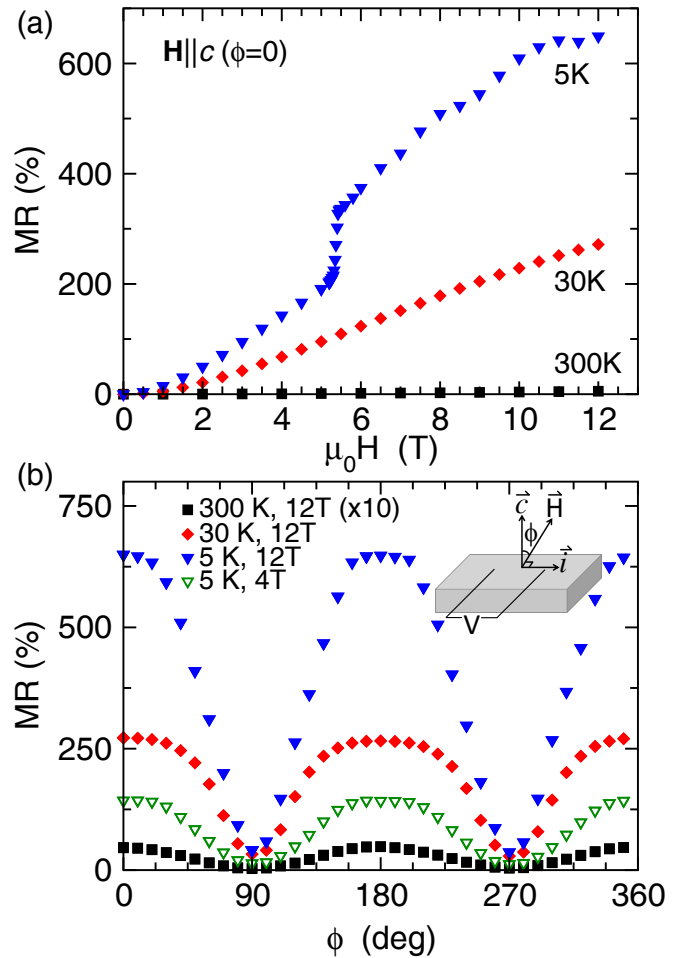 (a)
H||c (ϕ=0)
5K
30K
300K
MR (%)
600
400
200
0
0 2 4 6 8 10 12
μ₀H (T)
(b)
300 K, 12T (x10)
30 K, 12T
5 K, 12T
5 K, 4T
c⃗ H⃗
ϕ
i⃗
V
MR (%)
750
500
250
0
0 90 180 270 360
ϕ (deg)